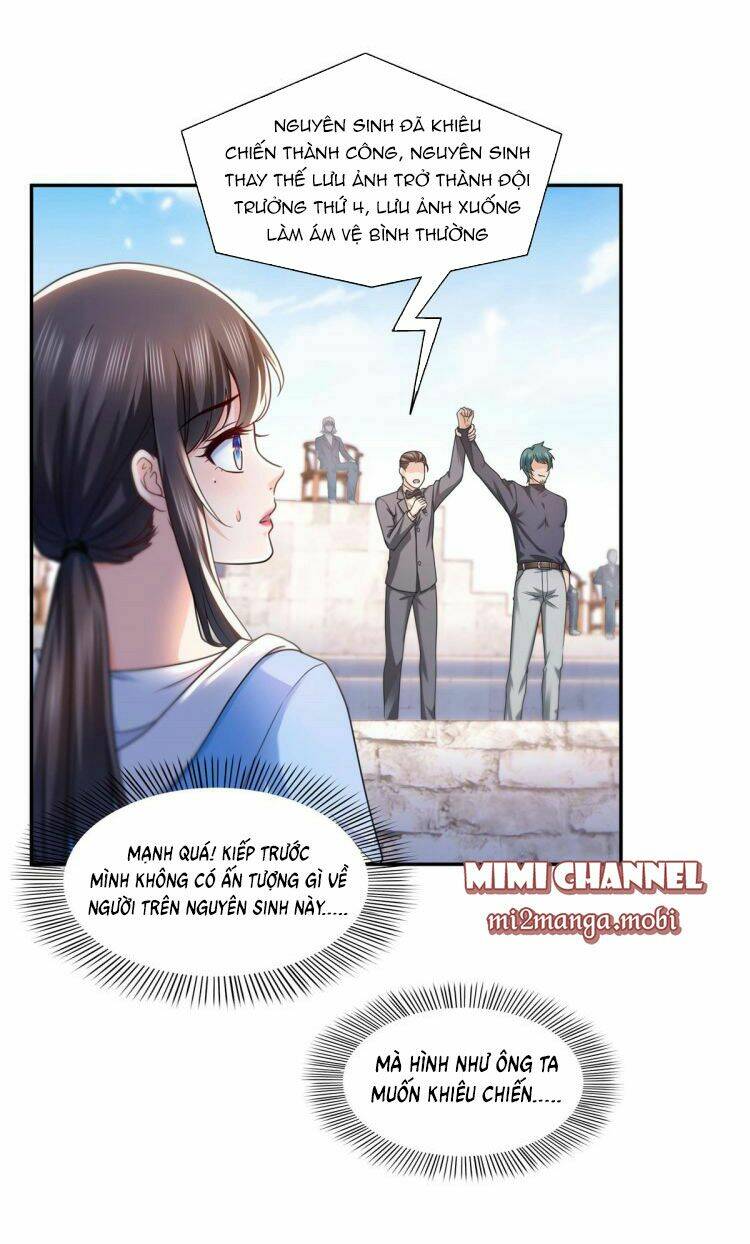 NGUYÊN SINH ĐÃ KHIÊU
CHIẾN THÀNH CÔNG, NGUYÊN SINH
THAY THẾ LƯU ẢNH TRỞ THÀNH ĐỘI
TRƯỞNG THỨ 4, LƯU ẢNH XUỐNG
LÀM ÁM VỆ BÌNH THƯỜNG
MẠNH QUÁ! KIẾP TRƯỚC
MÌNH KHÔNG CÓ ẤN TƯỢNG GÌ VỀ
NGƯỜI TRÊN NGUYÊN SINH NÀY.....
MIMI CHANNEL
mi2manga.mobi
MÀ HÌNH NHƯ ÔNG TA
MUỐN KHIÊU CHIẾN.....